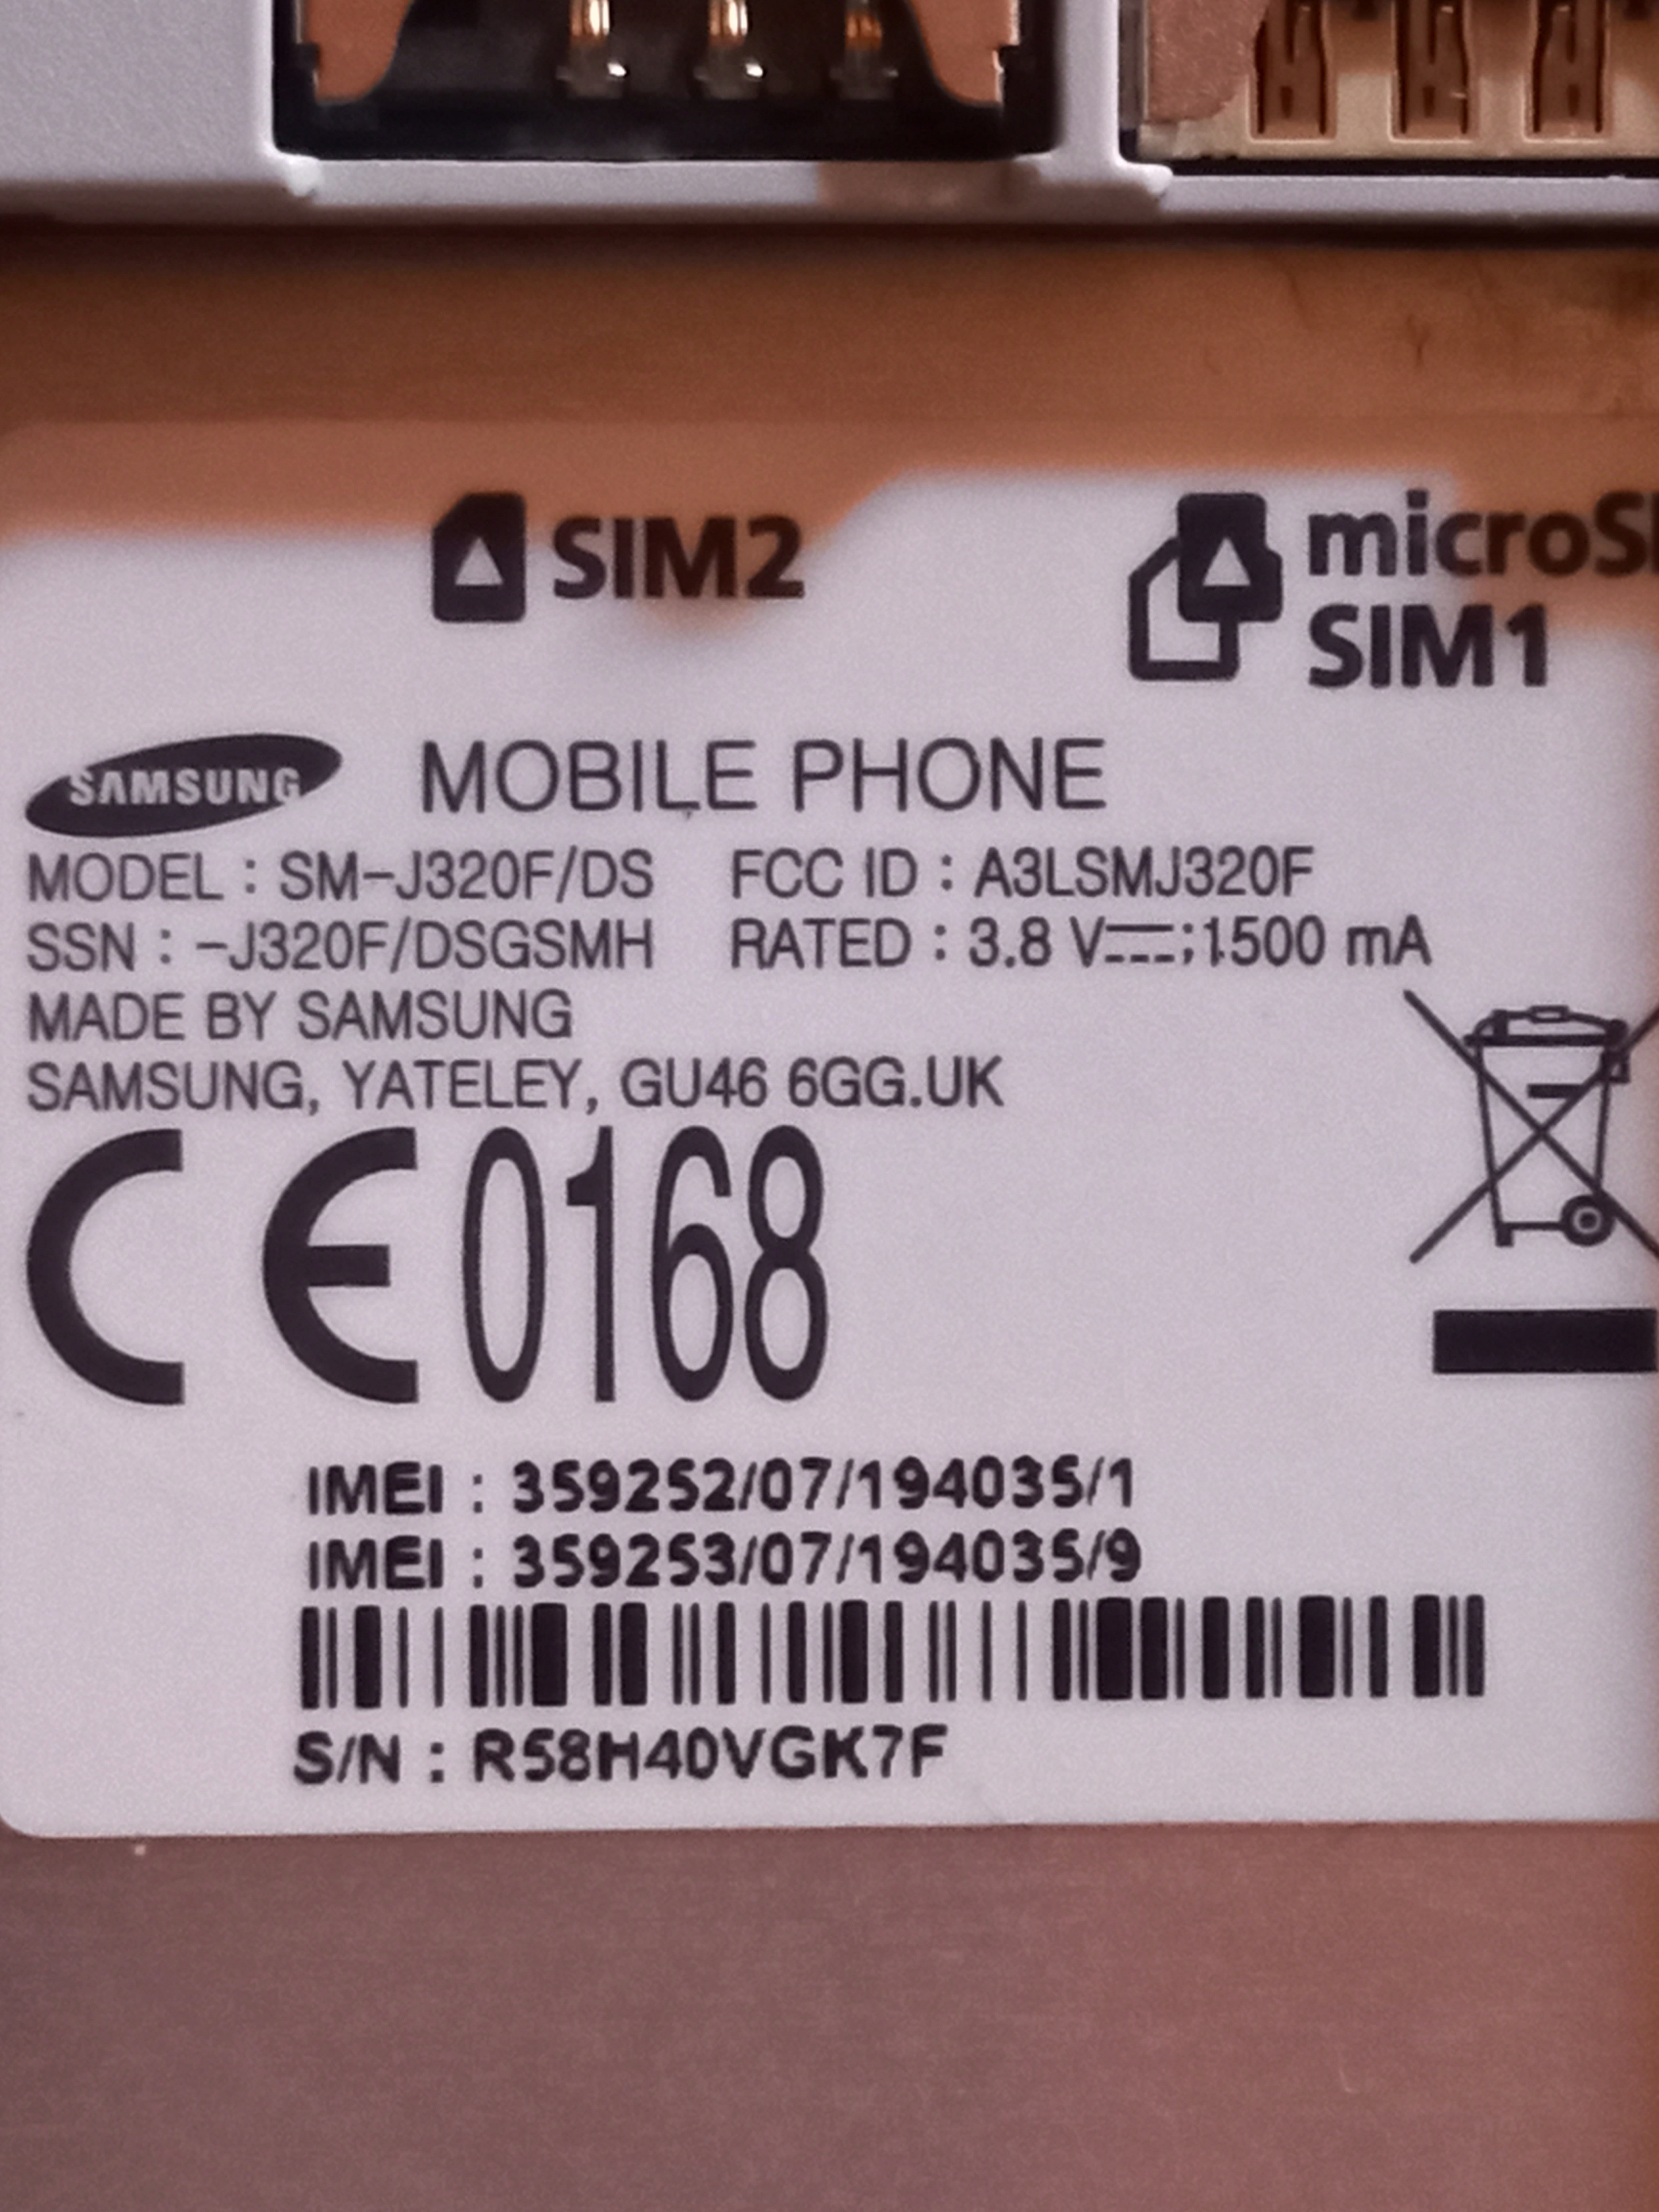 SIM2
microSI
SIM1
SAMSUNG MOBILE PHONE
MODEL : SM-J320F/DS FCC ID : A3LSMJ320F
SSN : -J320F/DSGSMH RATED : 3.8 V⎓;1500 mA
MADE BY SAMSUNG
SAMSUNG, YATELEY, GU46 6GG.UK
CE0168
IMEI : 359252/07/194035/1
IMEI : 359253/07/194035/9
S/N : R58H40VGK7F